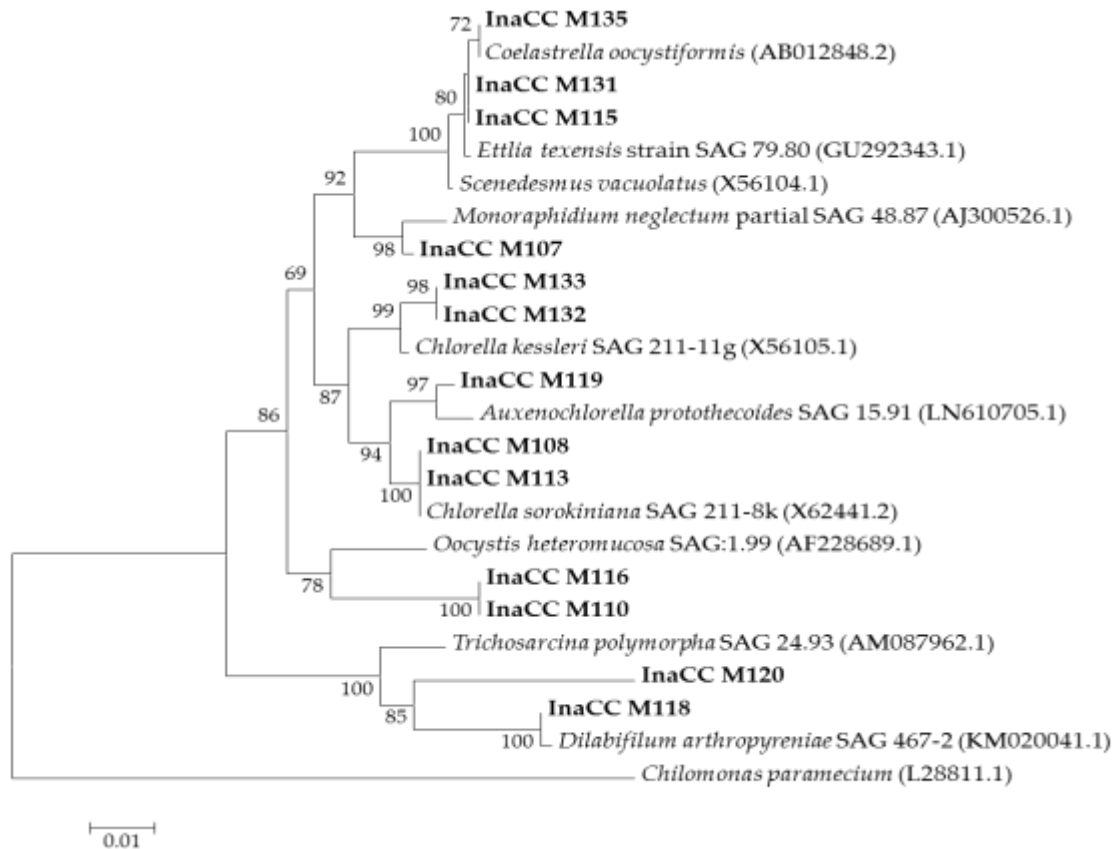 72
InaCC M135
Coelastrella oocystiformis (AB012848.2)
InaCC M131
80
InaCC M115
100
Ettlia texensis strain SAG 79.80 (GU292343.1)
92
Scenedesmus vacuolatus (X56104.1)
Monoraphidium neglectum partial SAG 48.87 (AJ300526.1)
98
InaCC M107
69
98
InaCC M133
99
InaCC M132
Chlorella kessleri SAG 211-11g (X56105.1)
87
97
InaCC M119
86
Auxenochlorella protothecoides SAG 15.91 (LN610705.1)
94
InaCC M108
InaCC M113
100
Chlorella sorokiniana SAG 211-8k (X62441.2)
Oocystis heteromucosa SAG:1.99 (AF228689.1)
78
InaCC M116
100
InaCC M110
Trichosarcina polymorpha SAG 24.93 (AM087962.1)
100
InaCC M120
85
InaCC M118
100
Dilabifilum arthropyreniae SAG 467-2 (KM020041.1)
Chilomonas paramecium (L28811.1)
0.01